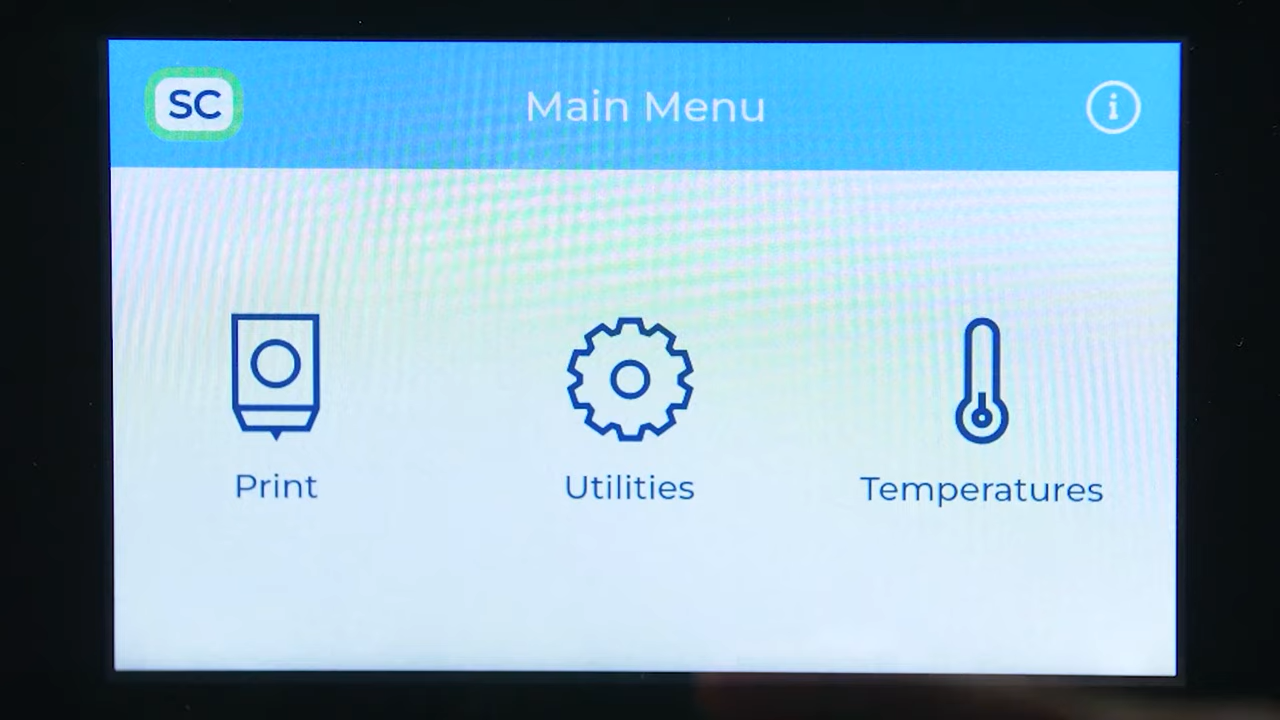 SC
Main Menu
i
Print
Utilities
Temperatures